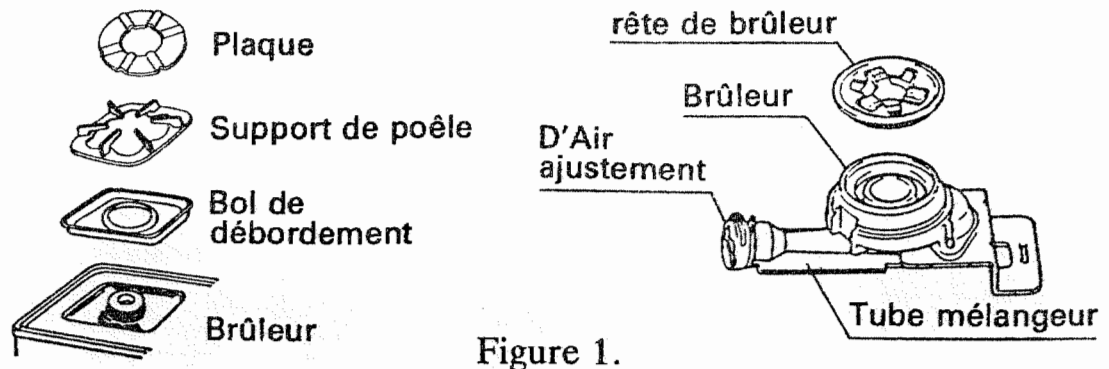 Plaque
Support de poêle
Bol de
débordement
Brûleur
rête de brûleur
Brûleur
D'Air
ajustement
Tube mélangeur
Figure 1.